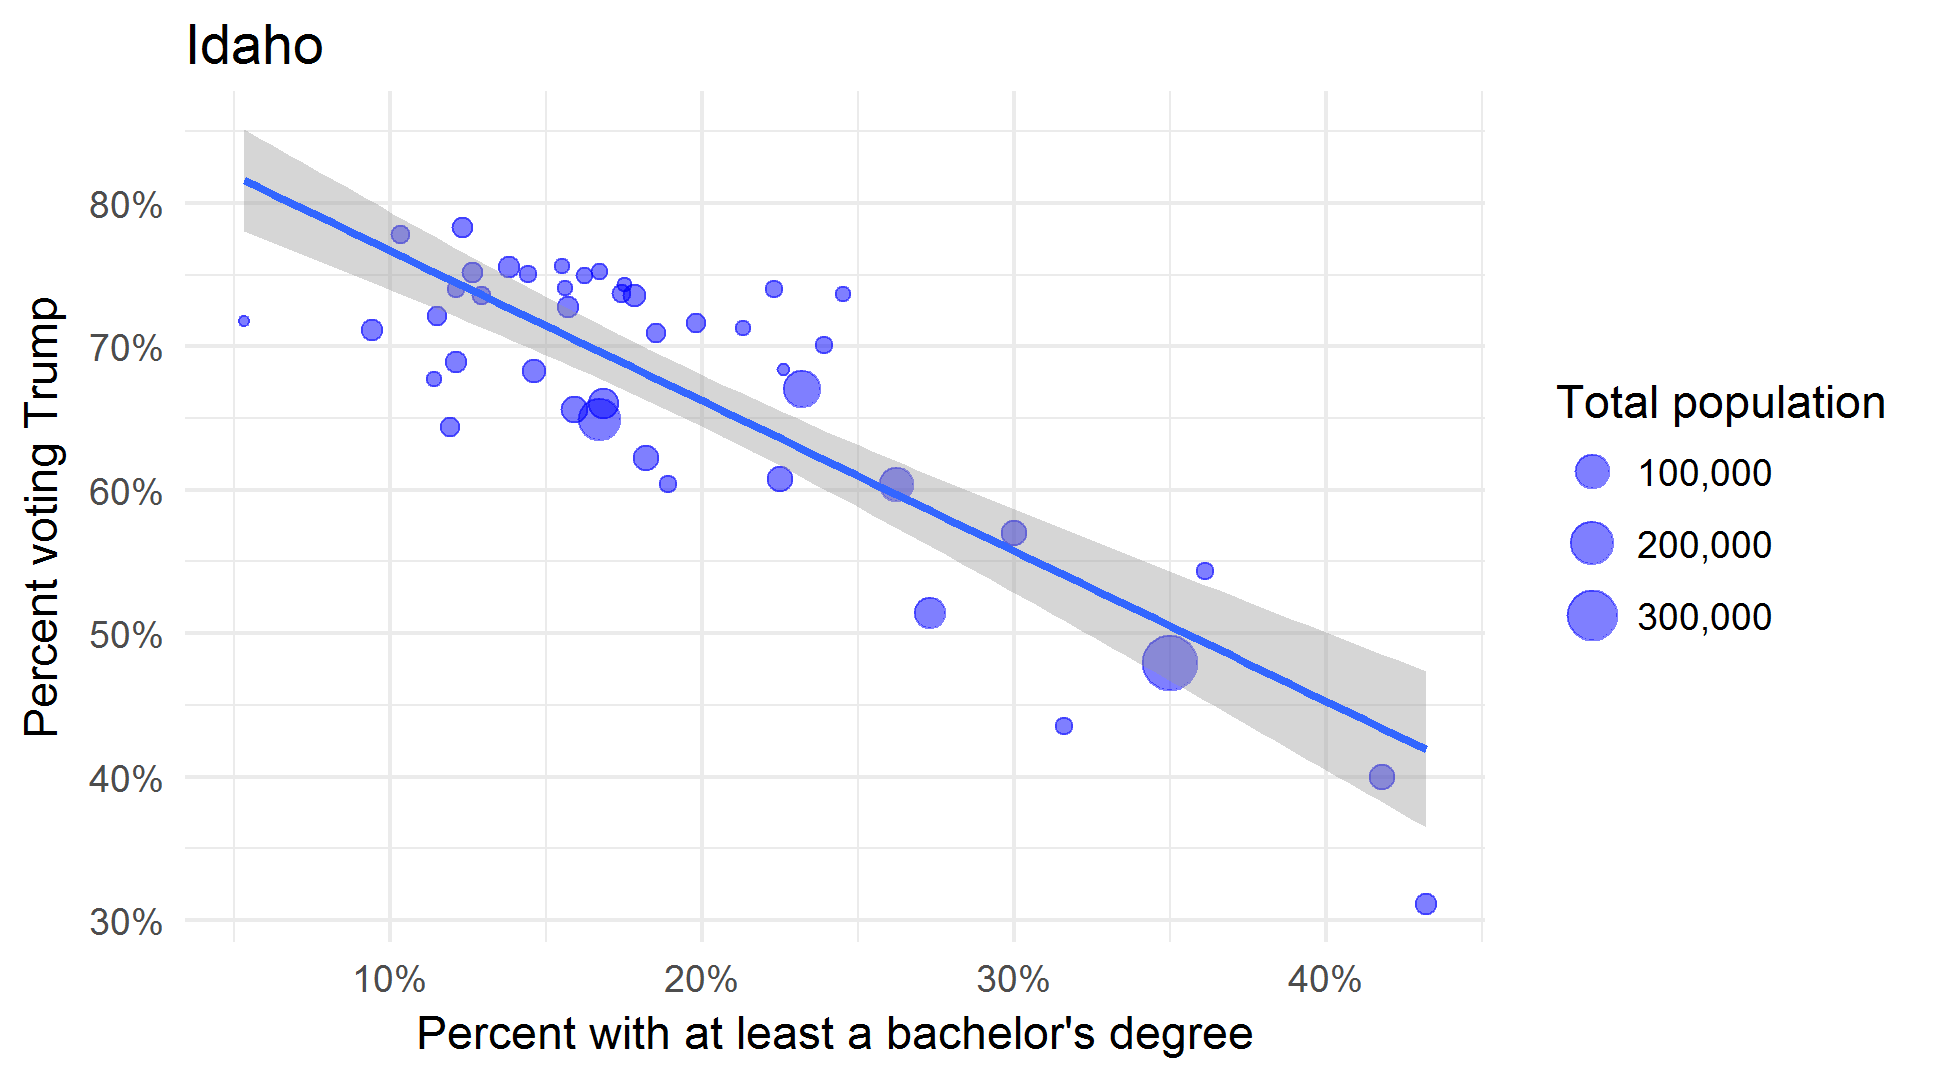 Idaho
80%
70%
60%
50%
40%
30%
Percent voting Trump
10% 20% 30% 40%
Percent with at least a bachelor's degree
Total population
100,000
200,000
300,000